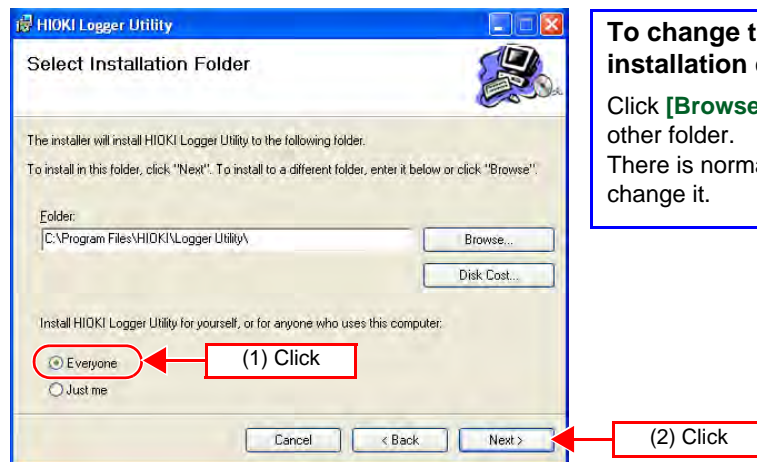 HIOKI Logger Utility
Select Installation Folder
The installer will install HIOKI Logger Utility to the following folder.
To install in this folder, click "Next". To install to a different folder, enter it below or click "Browse".
Folder:
C:\Program Files\HIOKI\Logger Utility\
Browse...
Disk Cost...
Install HIOKI Logger Utility for yourself, or for anyone who uses this computer:
Everyone
(1) Click
Just me
Cancel
< Back
Next >
(2) Click
To change t
installation
Click [Browse
other folder.
There is norma
change it.